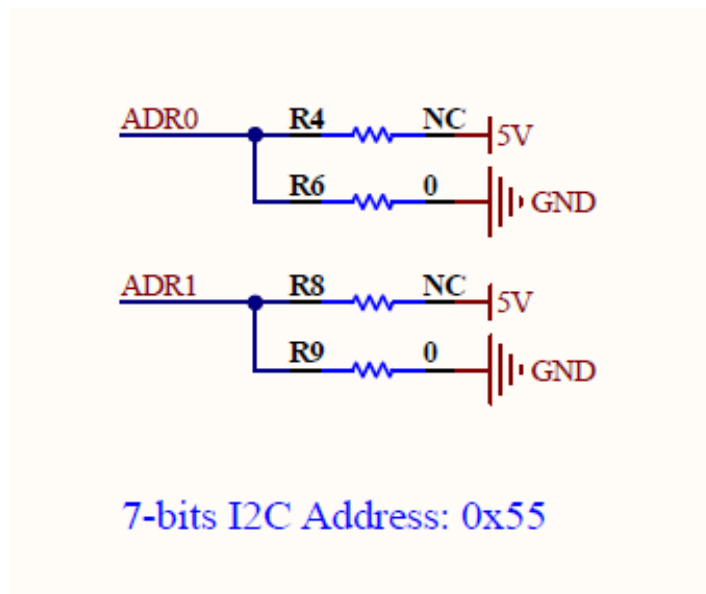 ADR0 R4 NC 5V
R6 0 GND
ADR1 R8 NC 5V
R9 0 GND
7-bits I2C Address: 0x55